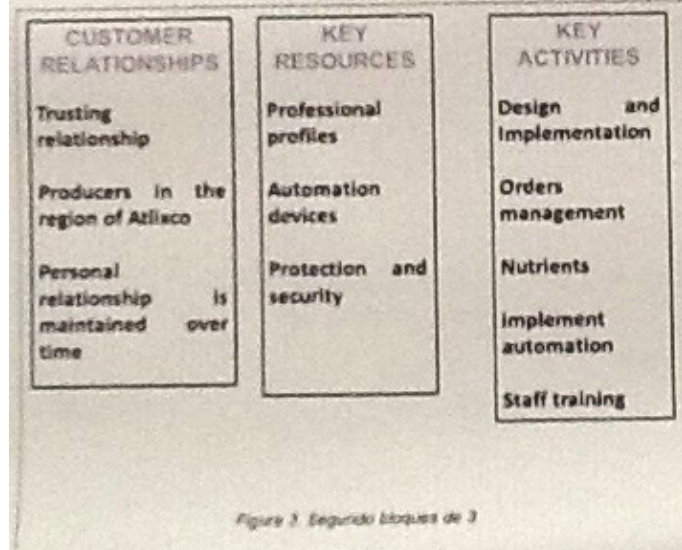 CUSTOMER
RELATIONSHIPS
Trusting
relationship
Producers in the
region of Atlixco
Personal
relationship is
maintained over
time
KEY
RESOURCES
Professional
profiles
Automation
devices
Protection and
security
KEY
ACTIVITIES
Design and
Implementation
Orders
management
Nutrients
Implement
automation
Staff training
Figure 3. Segundo bloques de 3